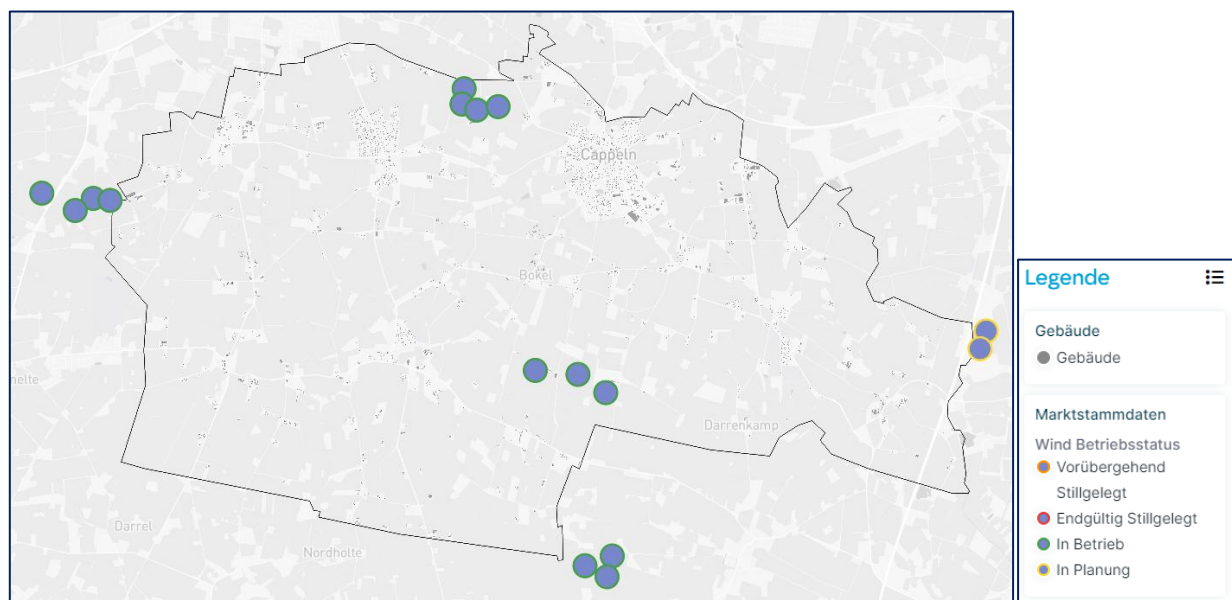 Cappeln
Bokel
nelte
Darrenkamp
Darrel
Nordholte
Legende
Gebäude
Gebäude
Marktstammdaten
Wind Betriebsstatus
Vorübergehend
Stillgelegt
Endgültig Stillgelegt
In Betrieb
In Planung